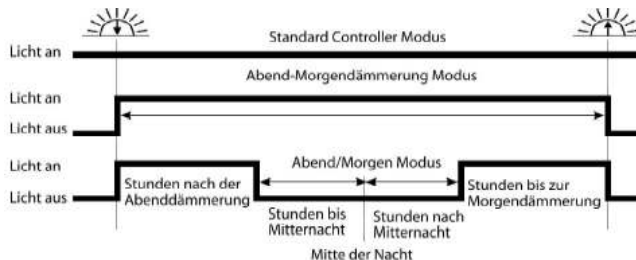 Standard Controller Modus
Licht an
Abend-Morgendämmerung Modus
Licht an
Licht aus
Licht an
Abend/Morgen Modus
Licht aus
Stunden nach der
Abenddämmerung
Stunden bis
Mitternacht
Stunden nach
Mitternacht
Stunden bis zur
Morgendämmerung
Mitte der Nacht